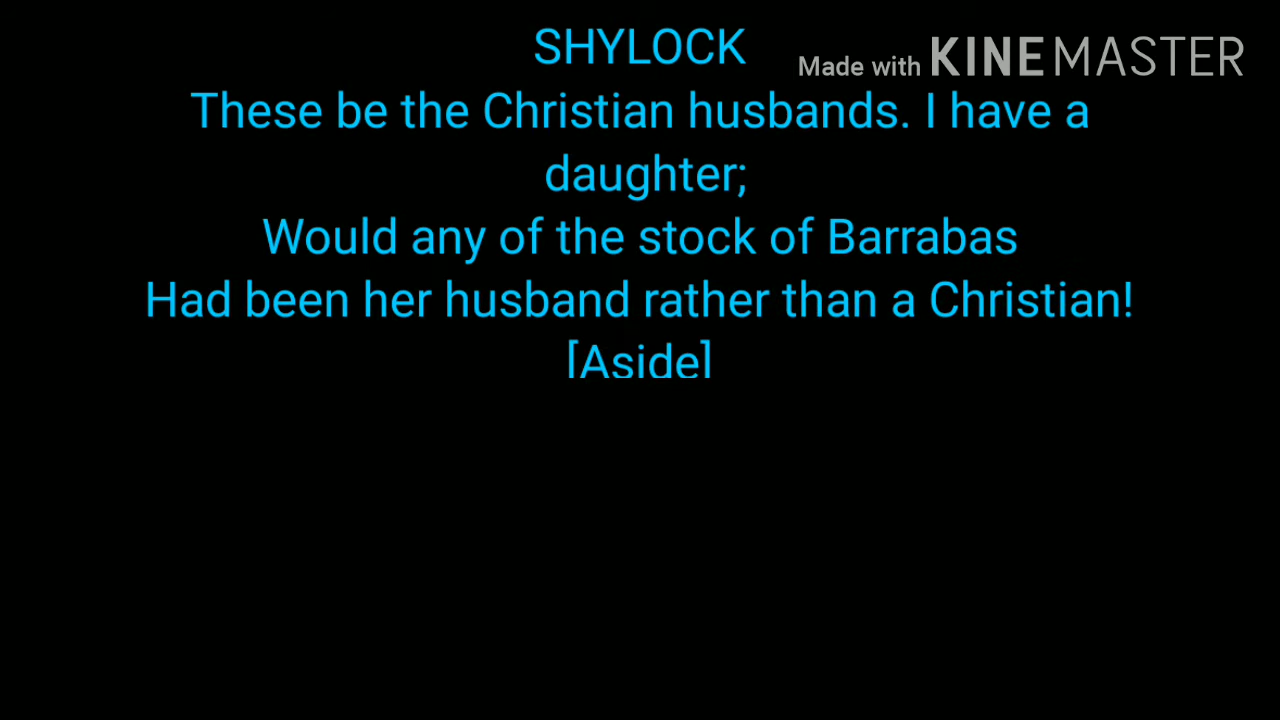 SHYLOCK
Made with KINEMASTER
These be the Christian husbands. I have a
daughter;
Would any of the stock of Barrabas
Had been her husband rather than a Christian!
[Aside]